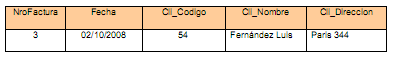 NroFactura Fecha Cli_Codigo Cli_Nombre Cli_Direccion
3 02/10/2008 54 Fernández Luis Paris 344